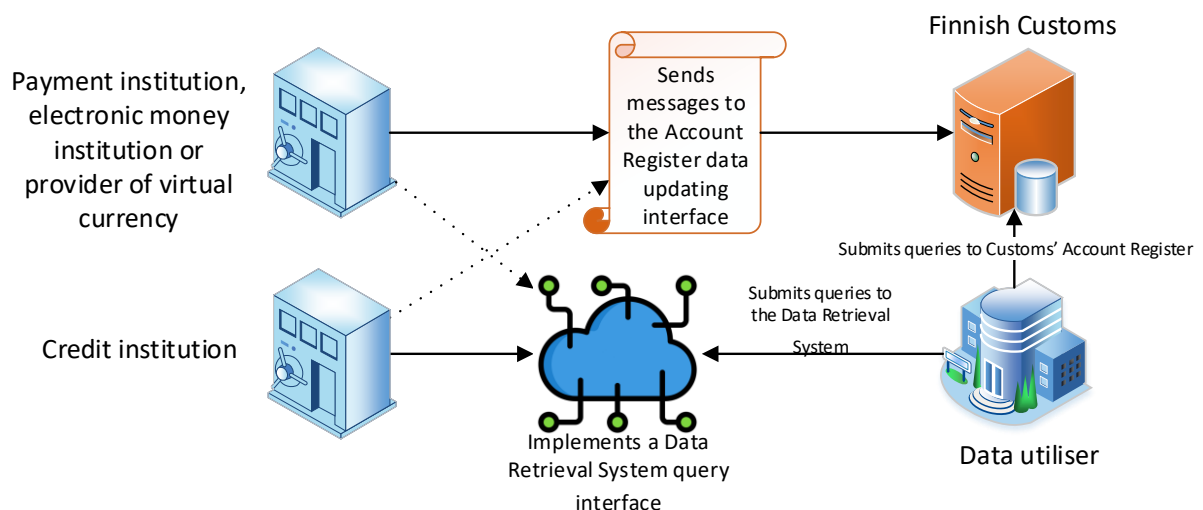 Payment institution,
electronic money
institution or
provider of virtual
currency
Sends
messages to
the Account
Register data
updating
interface
Finnish Customs
Submits queries to Customs’ Account Register
Credit institution
Submits queries to
the Data Retrieval
System
Implements a Data
Retrieval System query
interface
Data utiliser